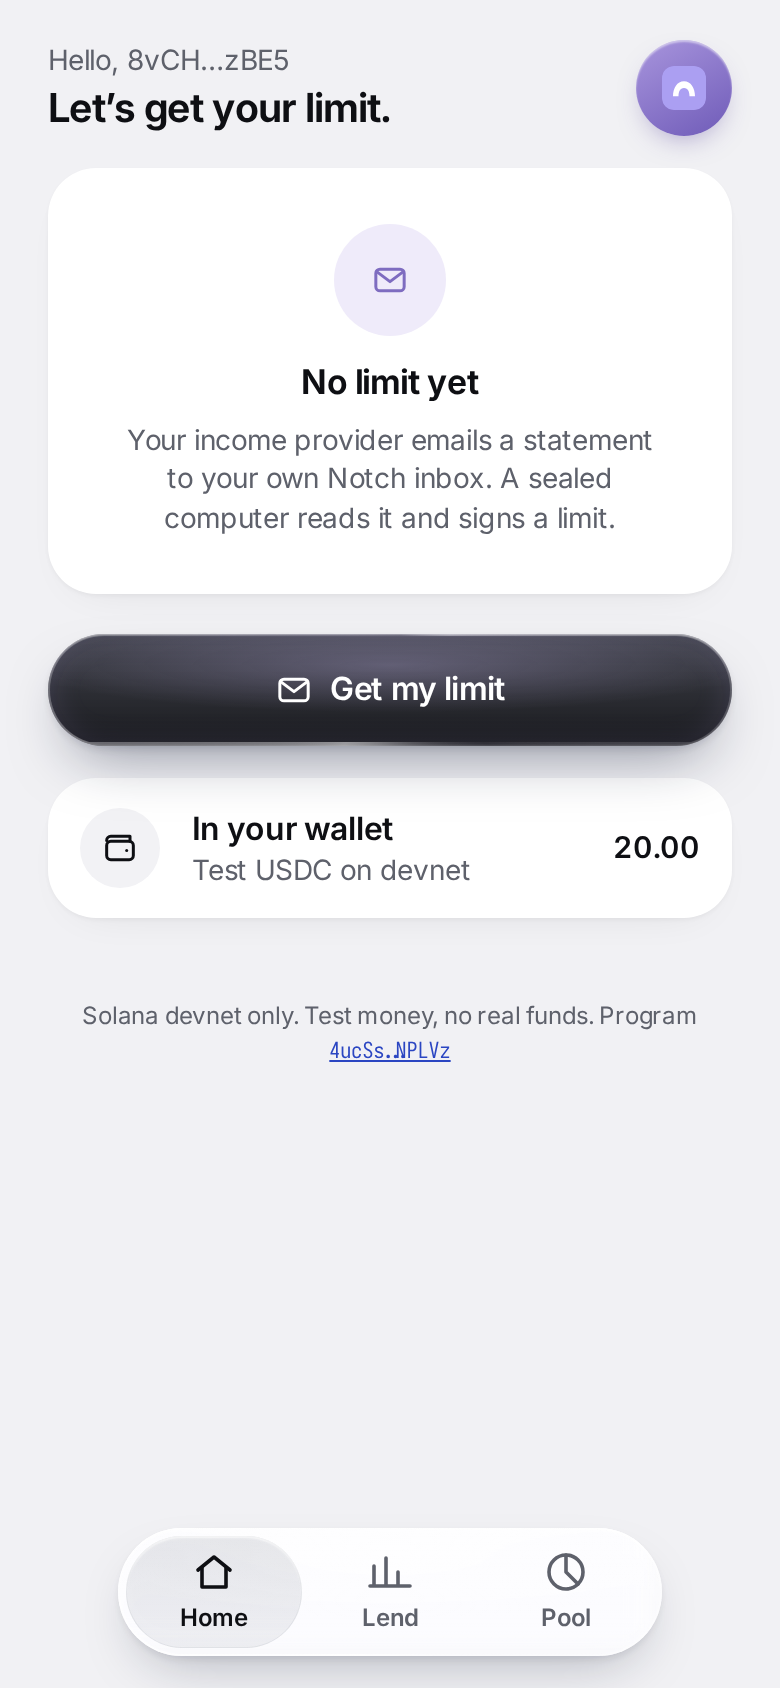 Hello, 8vCH...zBE5
Let's get your limit.
No limit yet
Your income provider emails a statement
to your own Notch inbox. A sealed
computer reads it and signs a limit.
Get my limit
In your wallet
Test USDC on devnet
20.00
Solana devnet only. Test money, no real funds. Program
4ucSs…NPLVz
Home
Lend
Pool